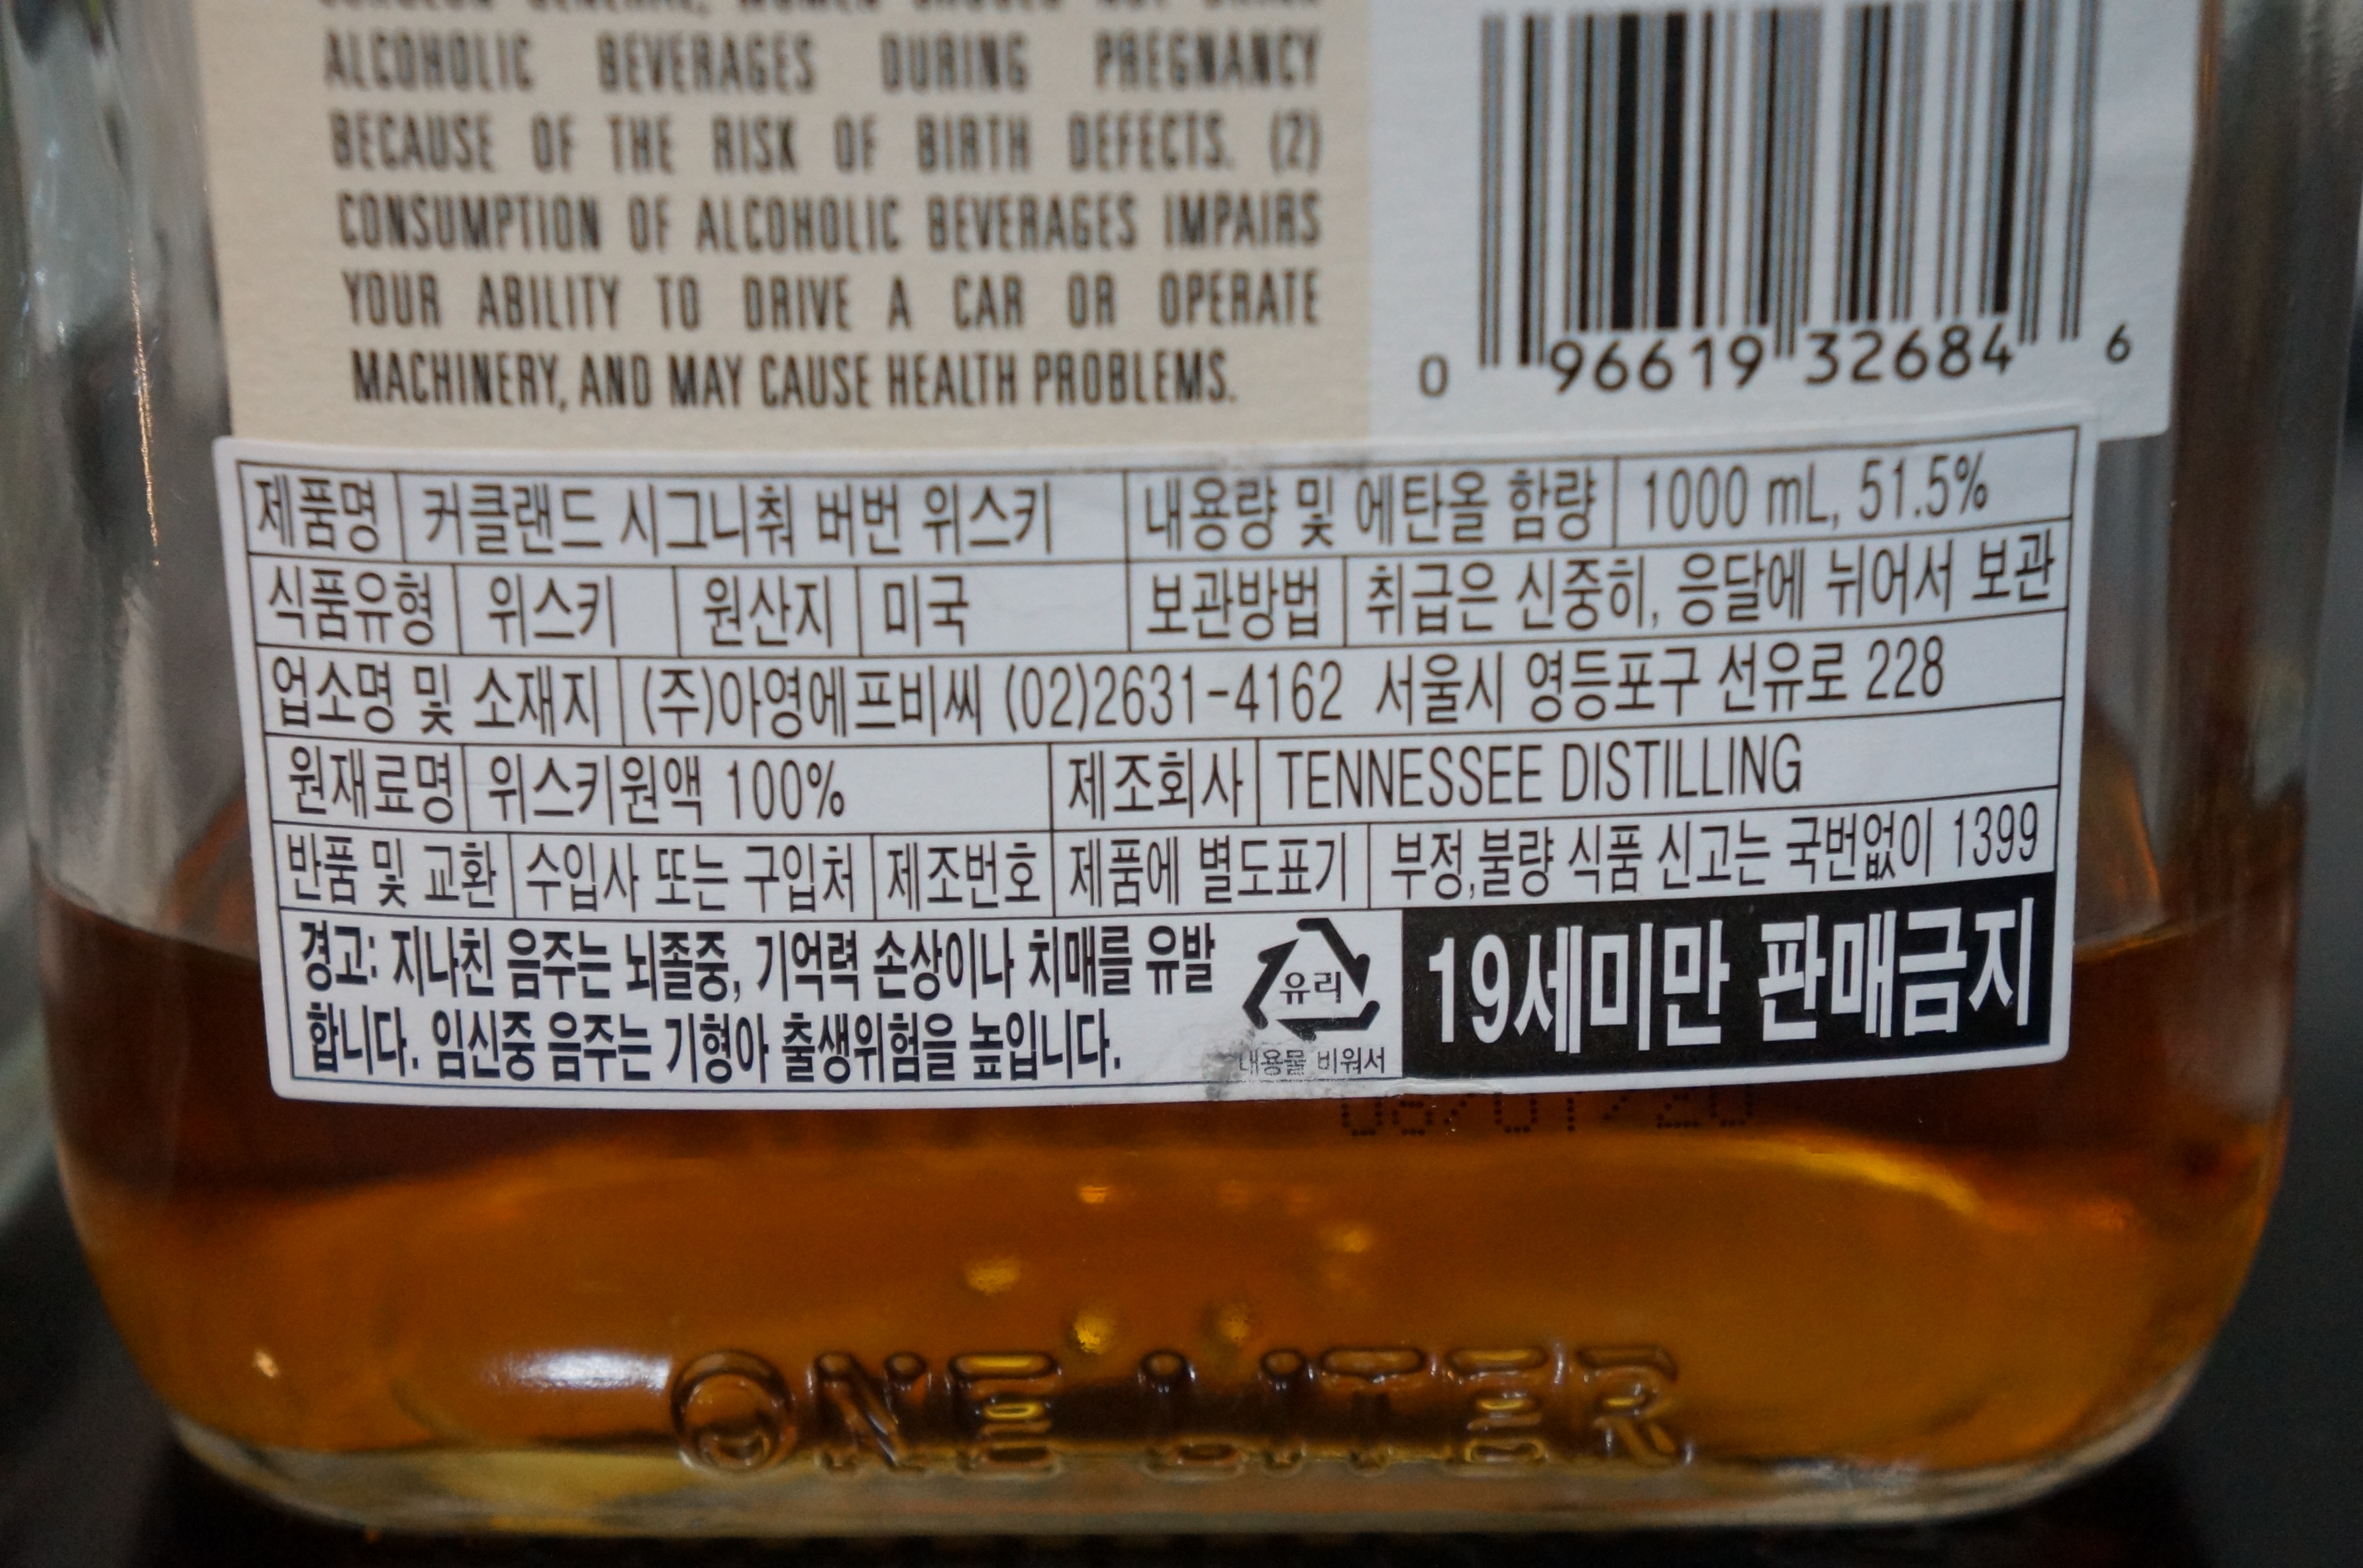 ALCOHOLIC BEVERAGES DURING PREGNANCY
BECAUSE OF THE RISK OF BIRTH DEFECTS. (2)
CONSUMPTION OF ALCOHOLIC BEVERAGES IMPAIRS
YOUR ABILITY TO DRIVE A CAR OR OPERATE
MACHINERY, AND MAY CAUSE HEALTH PROBLEMS.
0 96619 32684 6
제품명 커클랜드 시그니춰 버번 위스키 내용량 및 에탄올 함량 1000 mL, 51.5%
식품유형 위스키 원산지 미국 보관방법 취급은 신중히, 응달에 뉘어서 보관
업소명 및 소재지 (주)아영에프비씨 (02)2631-4162 서울시 영등포구 선유로 228
원재료명 위스키원액 100% 제조회사 TENNESSEE DISTILLING
반품 및 교환 수입사 또는 구입처 제조번호 제품에 별도표기 부정,불량 식품 신고는 국번없이 1399
경고: 지나친 음주는 뇌졸중, 기억력 손상이나 치매를 유발
합니다. 임신중 음주는 기형아 출생위험을 높입니다.
유리
내용물 비워서
19세미만 판매금지
ONE LITER